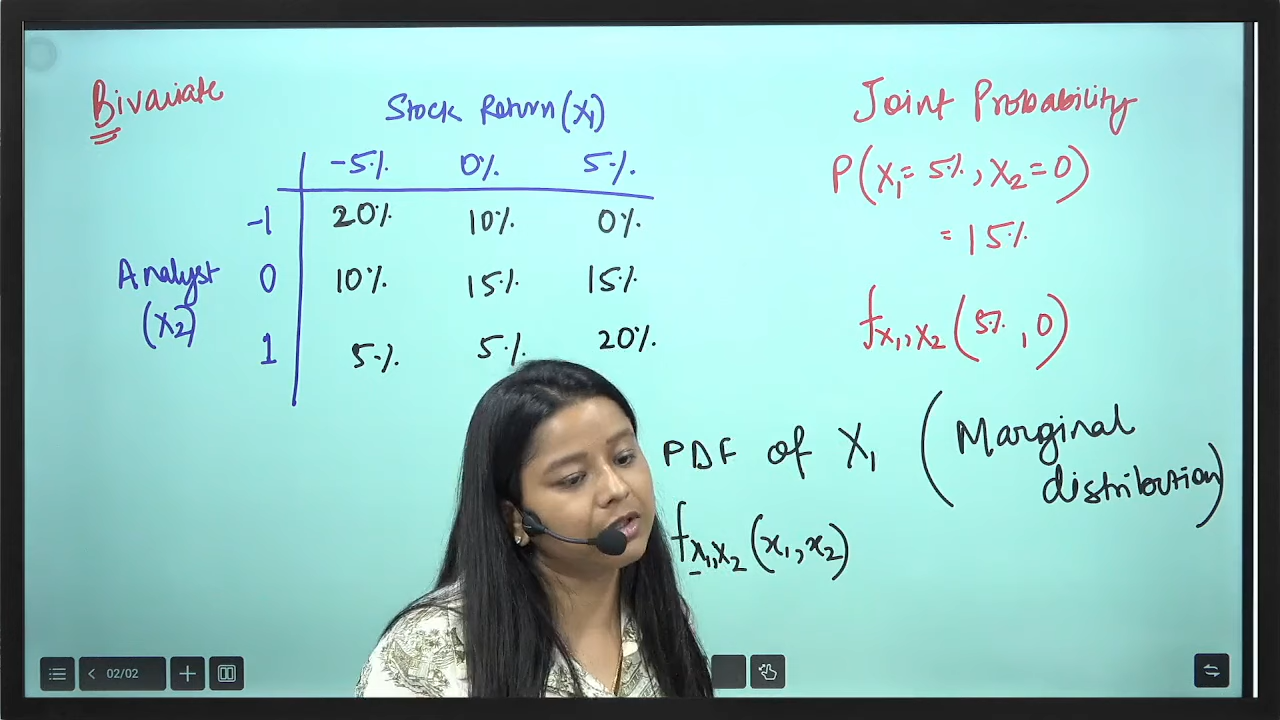 Bivariate
Stock Return (X1)
-5% 0% 5%
-1 20% 10% 0%
Analyst (X2)
0 10% 15% 15%
1 5% 5% 20%
Joint Probability
P(X1 = 5%, X2 = 0)
= 15%
fX1,X2 (5%, 0)
PDF of X1 (Marginal
distribution)
fX1,X2 (x1, x2)
02/02